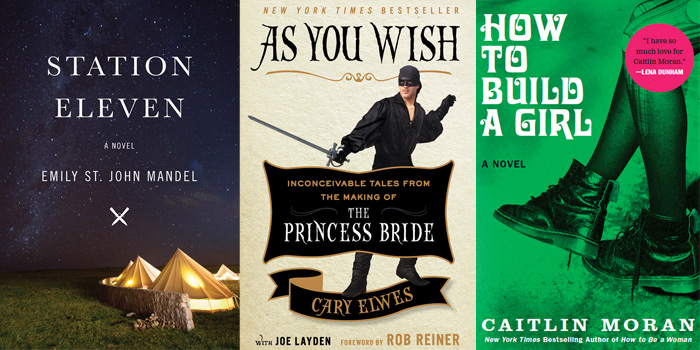 STATION
ELEVEN
A NOVEL
EMILY ST. JOHN MANDEL
NEW YORK TIMES BESTSELLER
AS YOU WISH
INCONCEIVABLE TALES FROM
THE MAKING OF
THE
PRINCESS BRIDE
CARY ELWES
WITH JOE LAYDEN
FOREWORD BY ROB REINER
HOW
TO
BUILD
A GIRL
"I have so
much love for
Caitlin Moran."
—LENA DUNHAM
A NOVEL
CAITLIN MORAN
New York Times Bestselling Author of How to Be a Woman